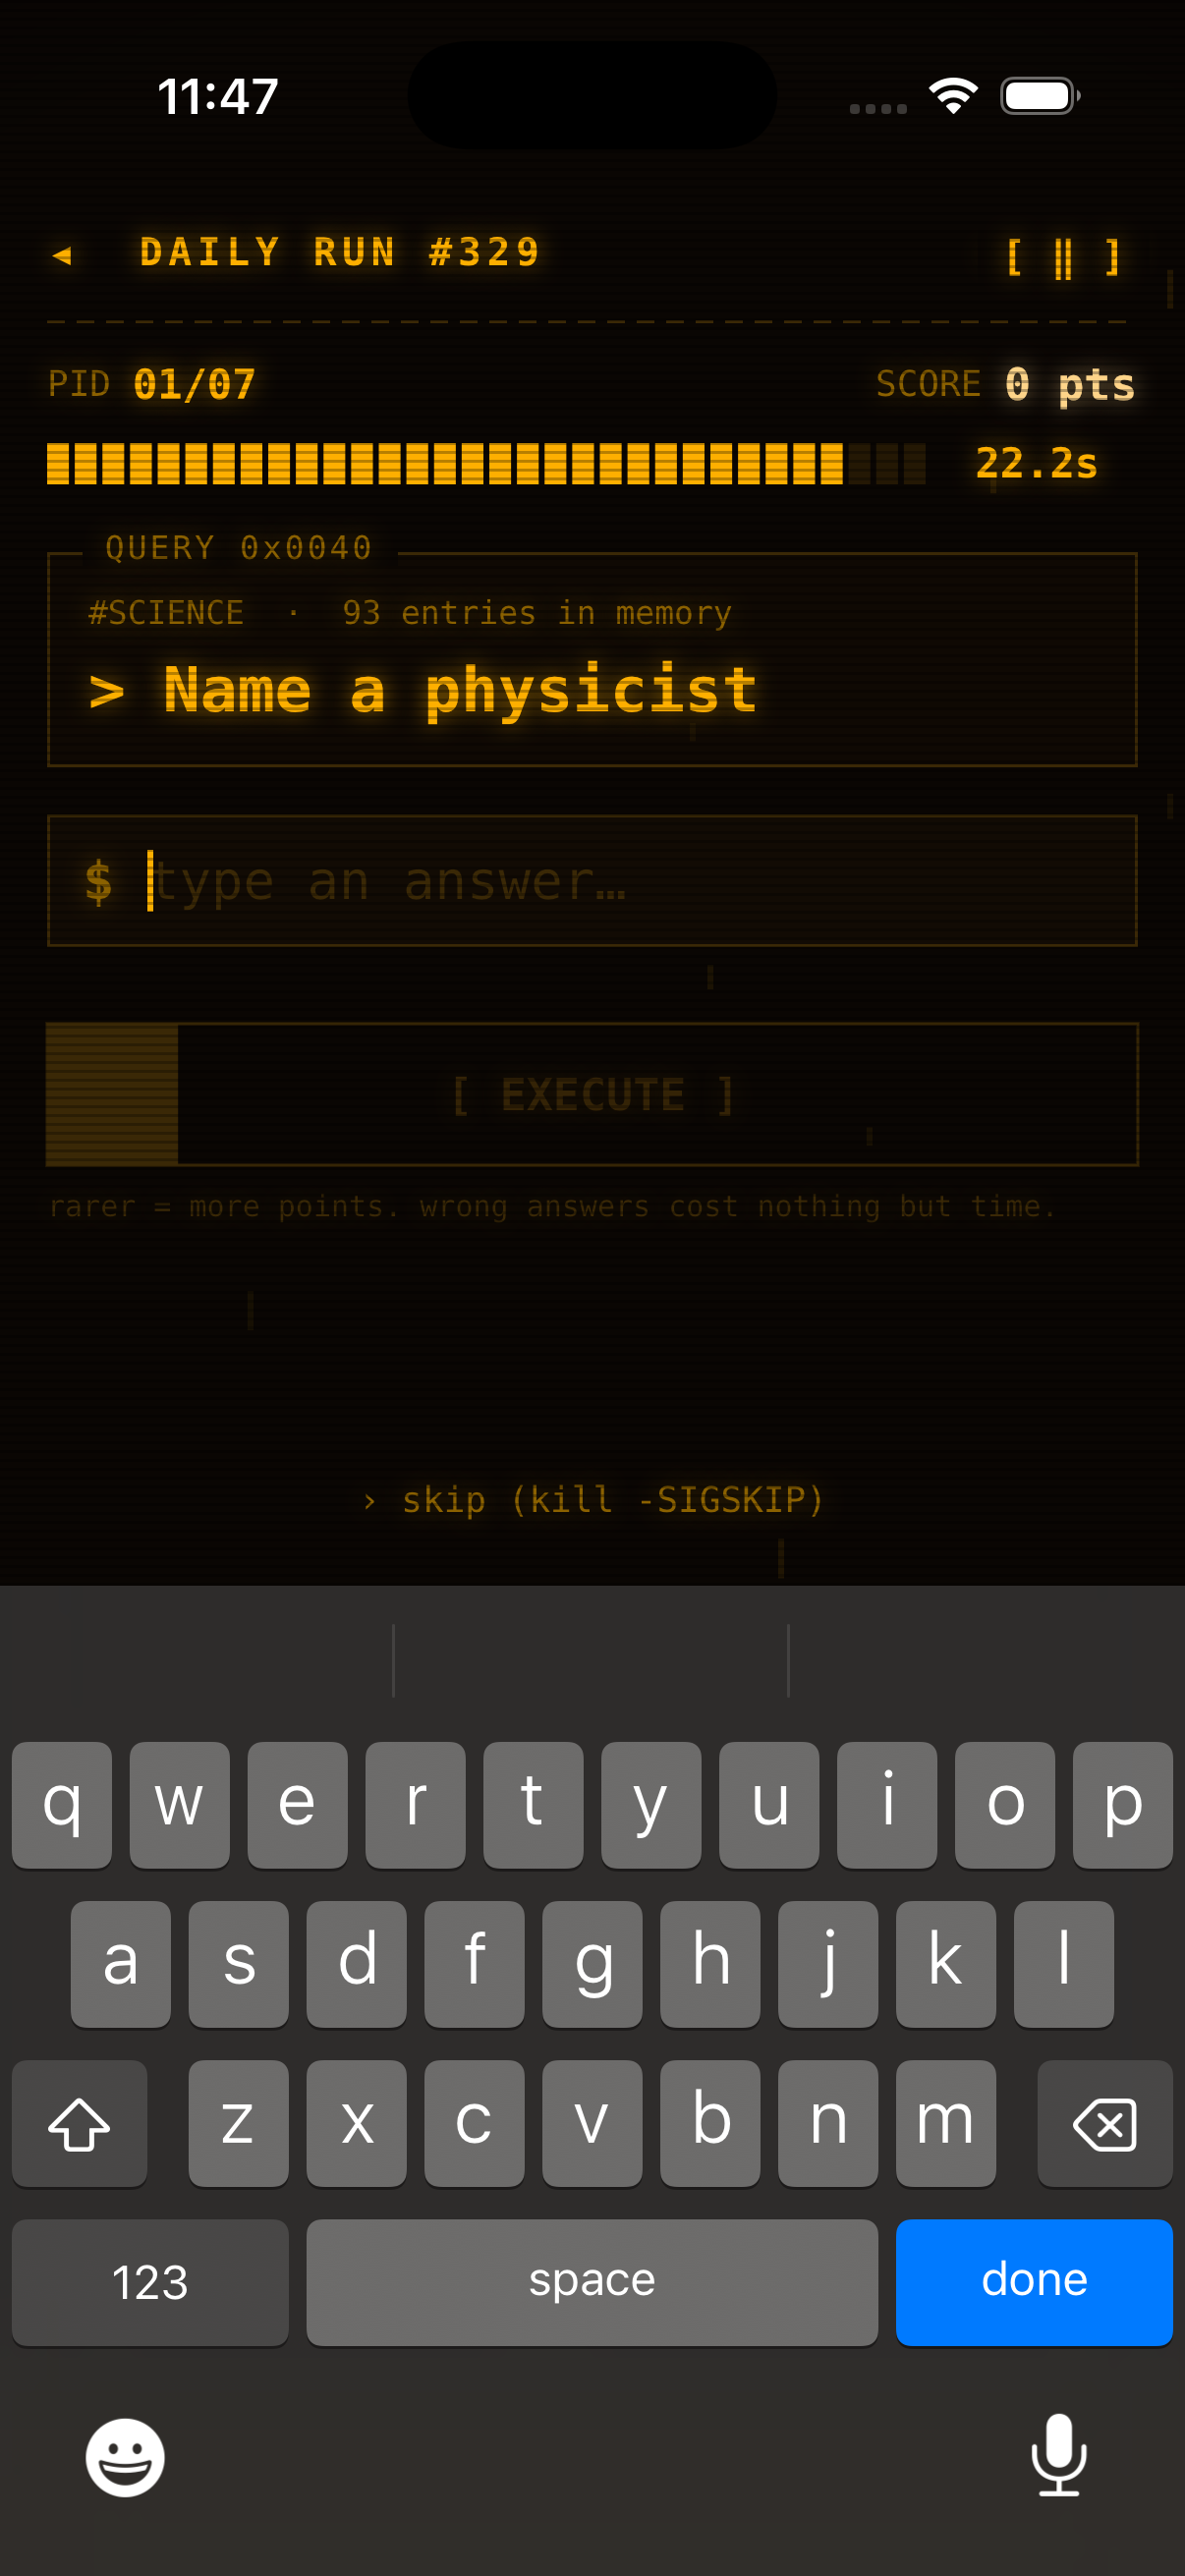 11:47
◂ DAILY RUN #329 [ ‖ ]
PID 01/07 SCORE 0 pts
22.2s
QUERY 0x0040
#SCIENCE · 93 entries in memory
> Name a physicist
$ type an answer…
[ EXECUTE ]
rarer = more points. wrong answers cost nothing but time.
› skip (kill -SIGSKIP)
q w e r t y u i o p
a s d f g h j k l
z x c v b n m
123 space done